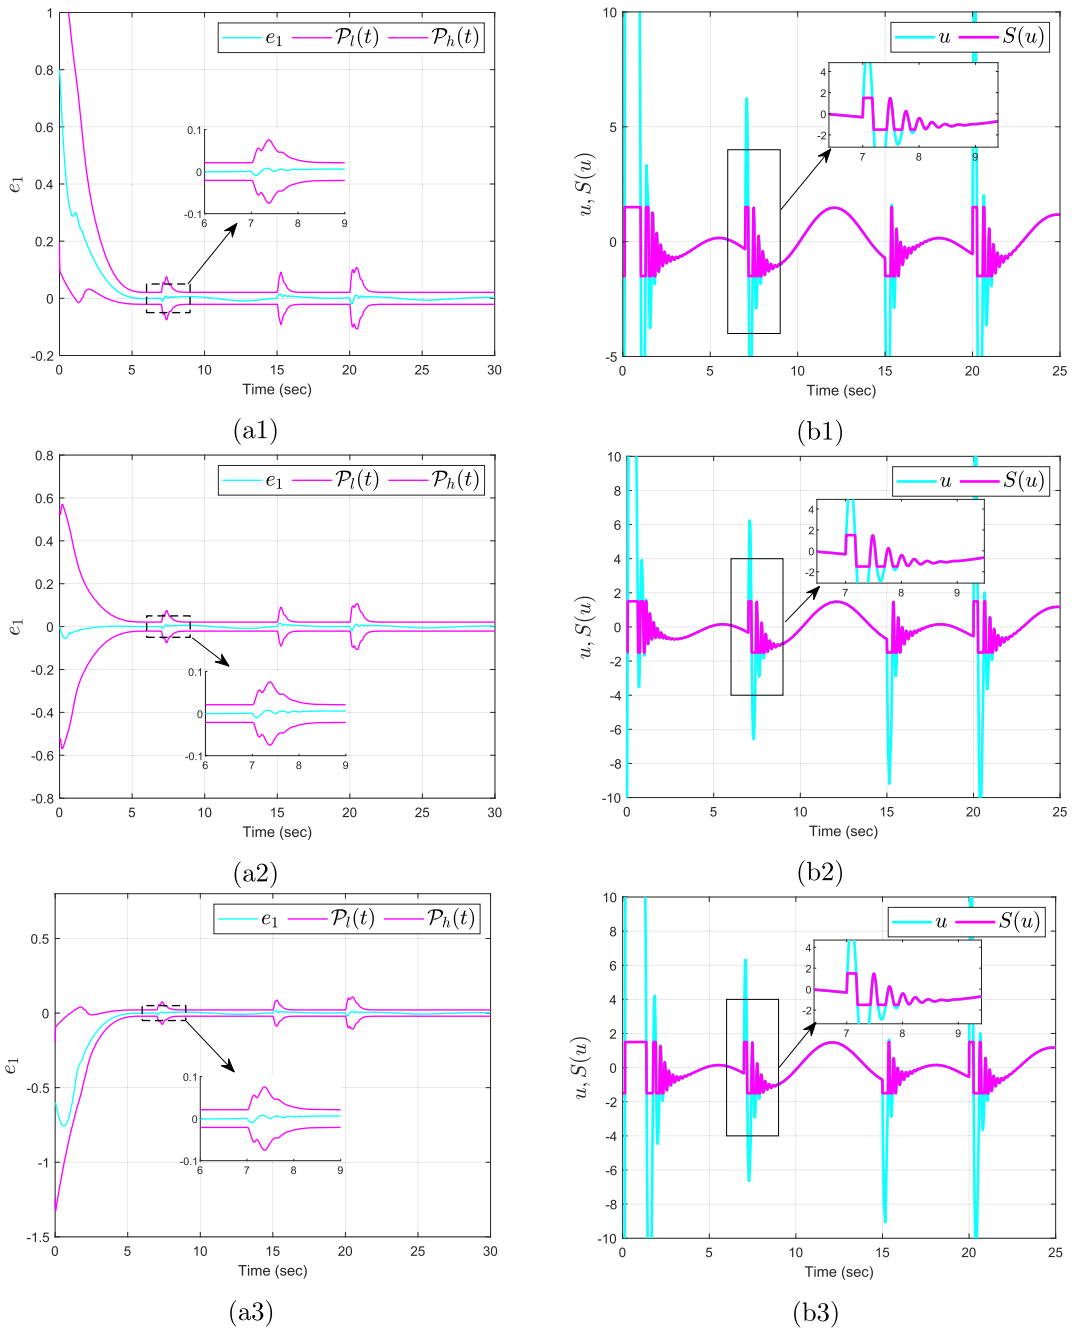 e₁ 𝒫ₗ(t) 𝒫ₕ(t)
1
0.8
0.6
0.4
0.2
0
-0.2
e₁
0.1
0
-0.1
6 7 8 9
0 5 10 15 20 25 30
Time (sec)
(a1)
u S(u)
10
5
0
-5
u, S(u)
4
2
0
-2
7 8 9
0 5 10 15 20 25
Time (sec)
(b1)
e₁ 𝒫ₗ(t) 𝒫ₕ(t)
0.8
0.6
0.4
0.2
0
-0.2
-0.4
-0.6
-0.8
e₁
0.1
0
-0.1
6 7 8 9
0 5 10 15 20 25 30
Time (sec)
(a2)
u S(u)
10
8
6
4
2
0
-2
-4
-6
-8
-10
u, S(u)
4
2
0
-2
7 8 9
0 5 10 15 20 25
Time (sec)
(b2)
e₁ 𝒫ₗ(t) 𝒫ₕ(t)
0.5
0
-0.5
-1
-1.5
e₁
0.1
0
-0.1
6 7 8 9
0 5 10 15 20 25 30
Time (sec)
(a3)
u S(u)
10
8
6
4
2
0
-2
-4
-6
-8
-10
u, S(u)
4
2
0
-2
7 8 9
0 5 10 15 20 25
Time (sec)
(b3)